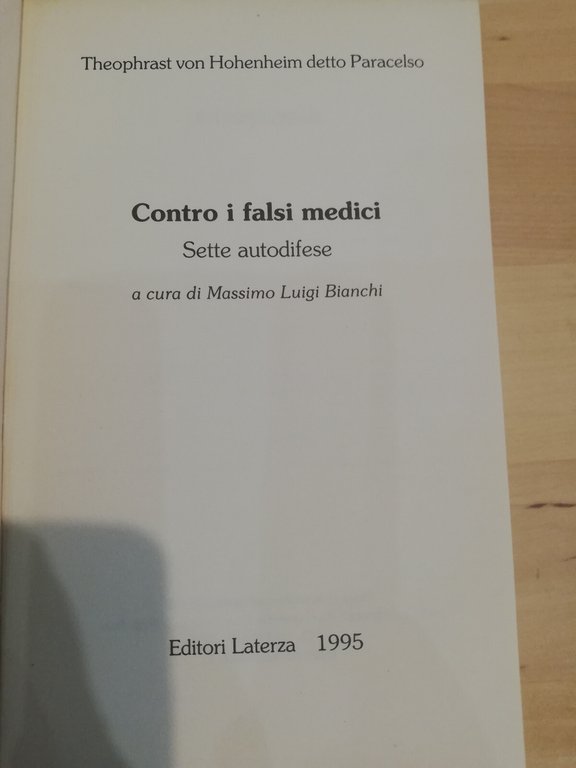 Theophrast von Hohenheim detto Paracelso
Contro i falsi medici
Sette autodifese
a cura di Massimo Luigi Bianchi
Editori Laterza 1995